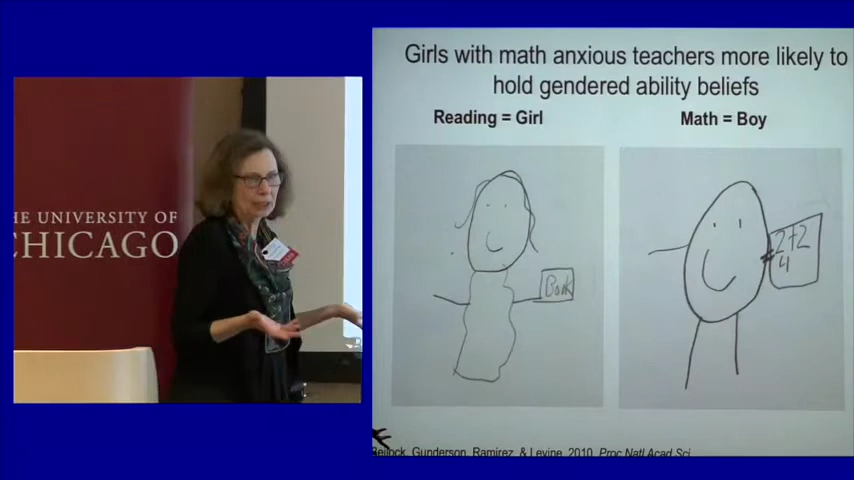 HE UNIVERSITY OF
CHICAGO
Girls with math anxious teachers more likely to
hold gendered ability beliefs
Reading = Girl
Math = Boy
Book
2+2
4
Beilock, Gunderson, Ramirez, & Levine, 2010, Proc Natl Acad Sci